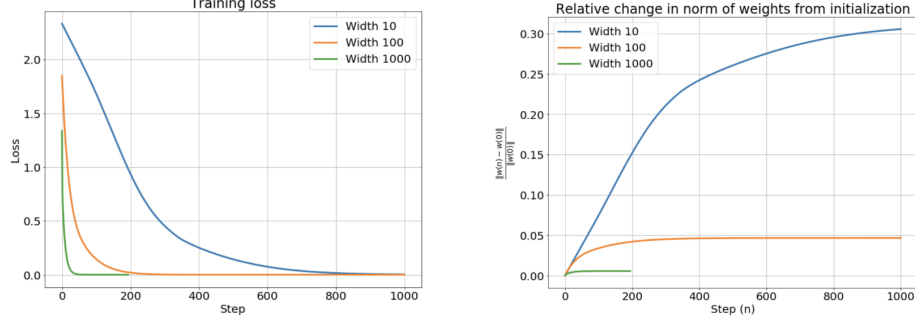 Training loss
Width 10
Width 100
Width 1000
Loss
2.0
1.5
1.0
0.5
0.0
0 200 400 600 800 1000
Step
Relative change in norm of weights from initialization
Width 10
Width 100
Width 1000
‖w(n) − w(0)‖
‖w(0)‖
0.30
0.25
0.20
0.15
0.10
0.05
0.00
0 200 400 600 800 1000
Step (n)